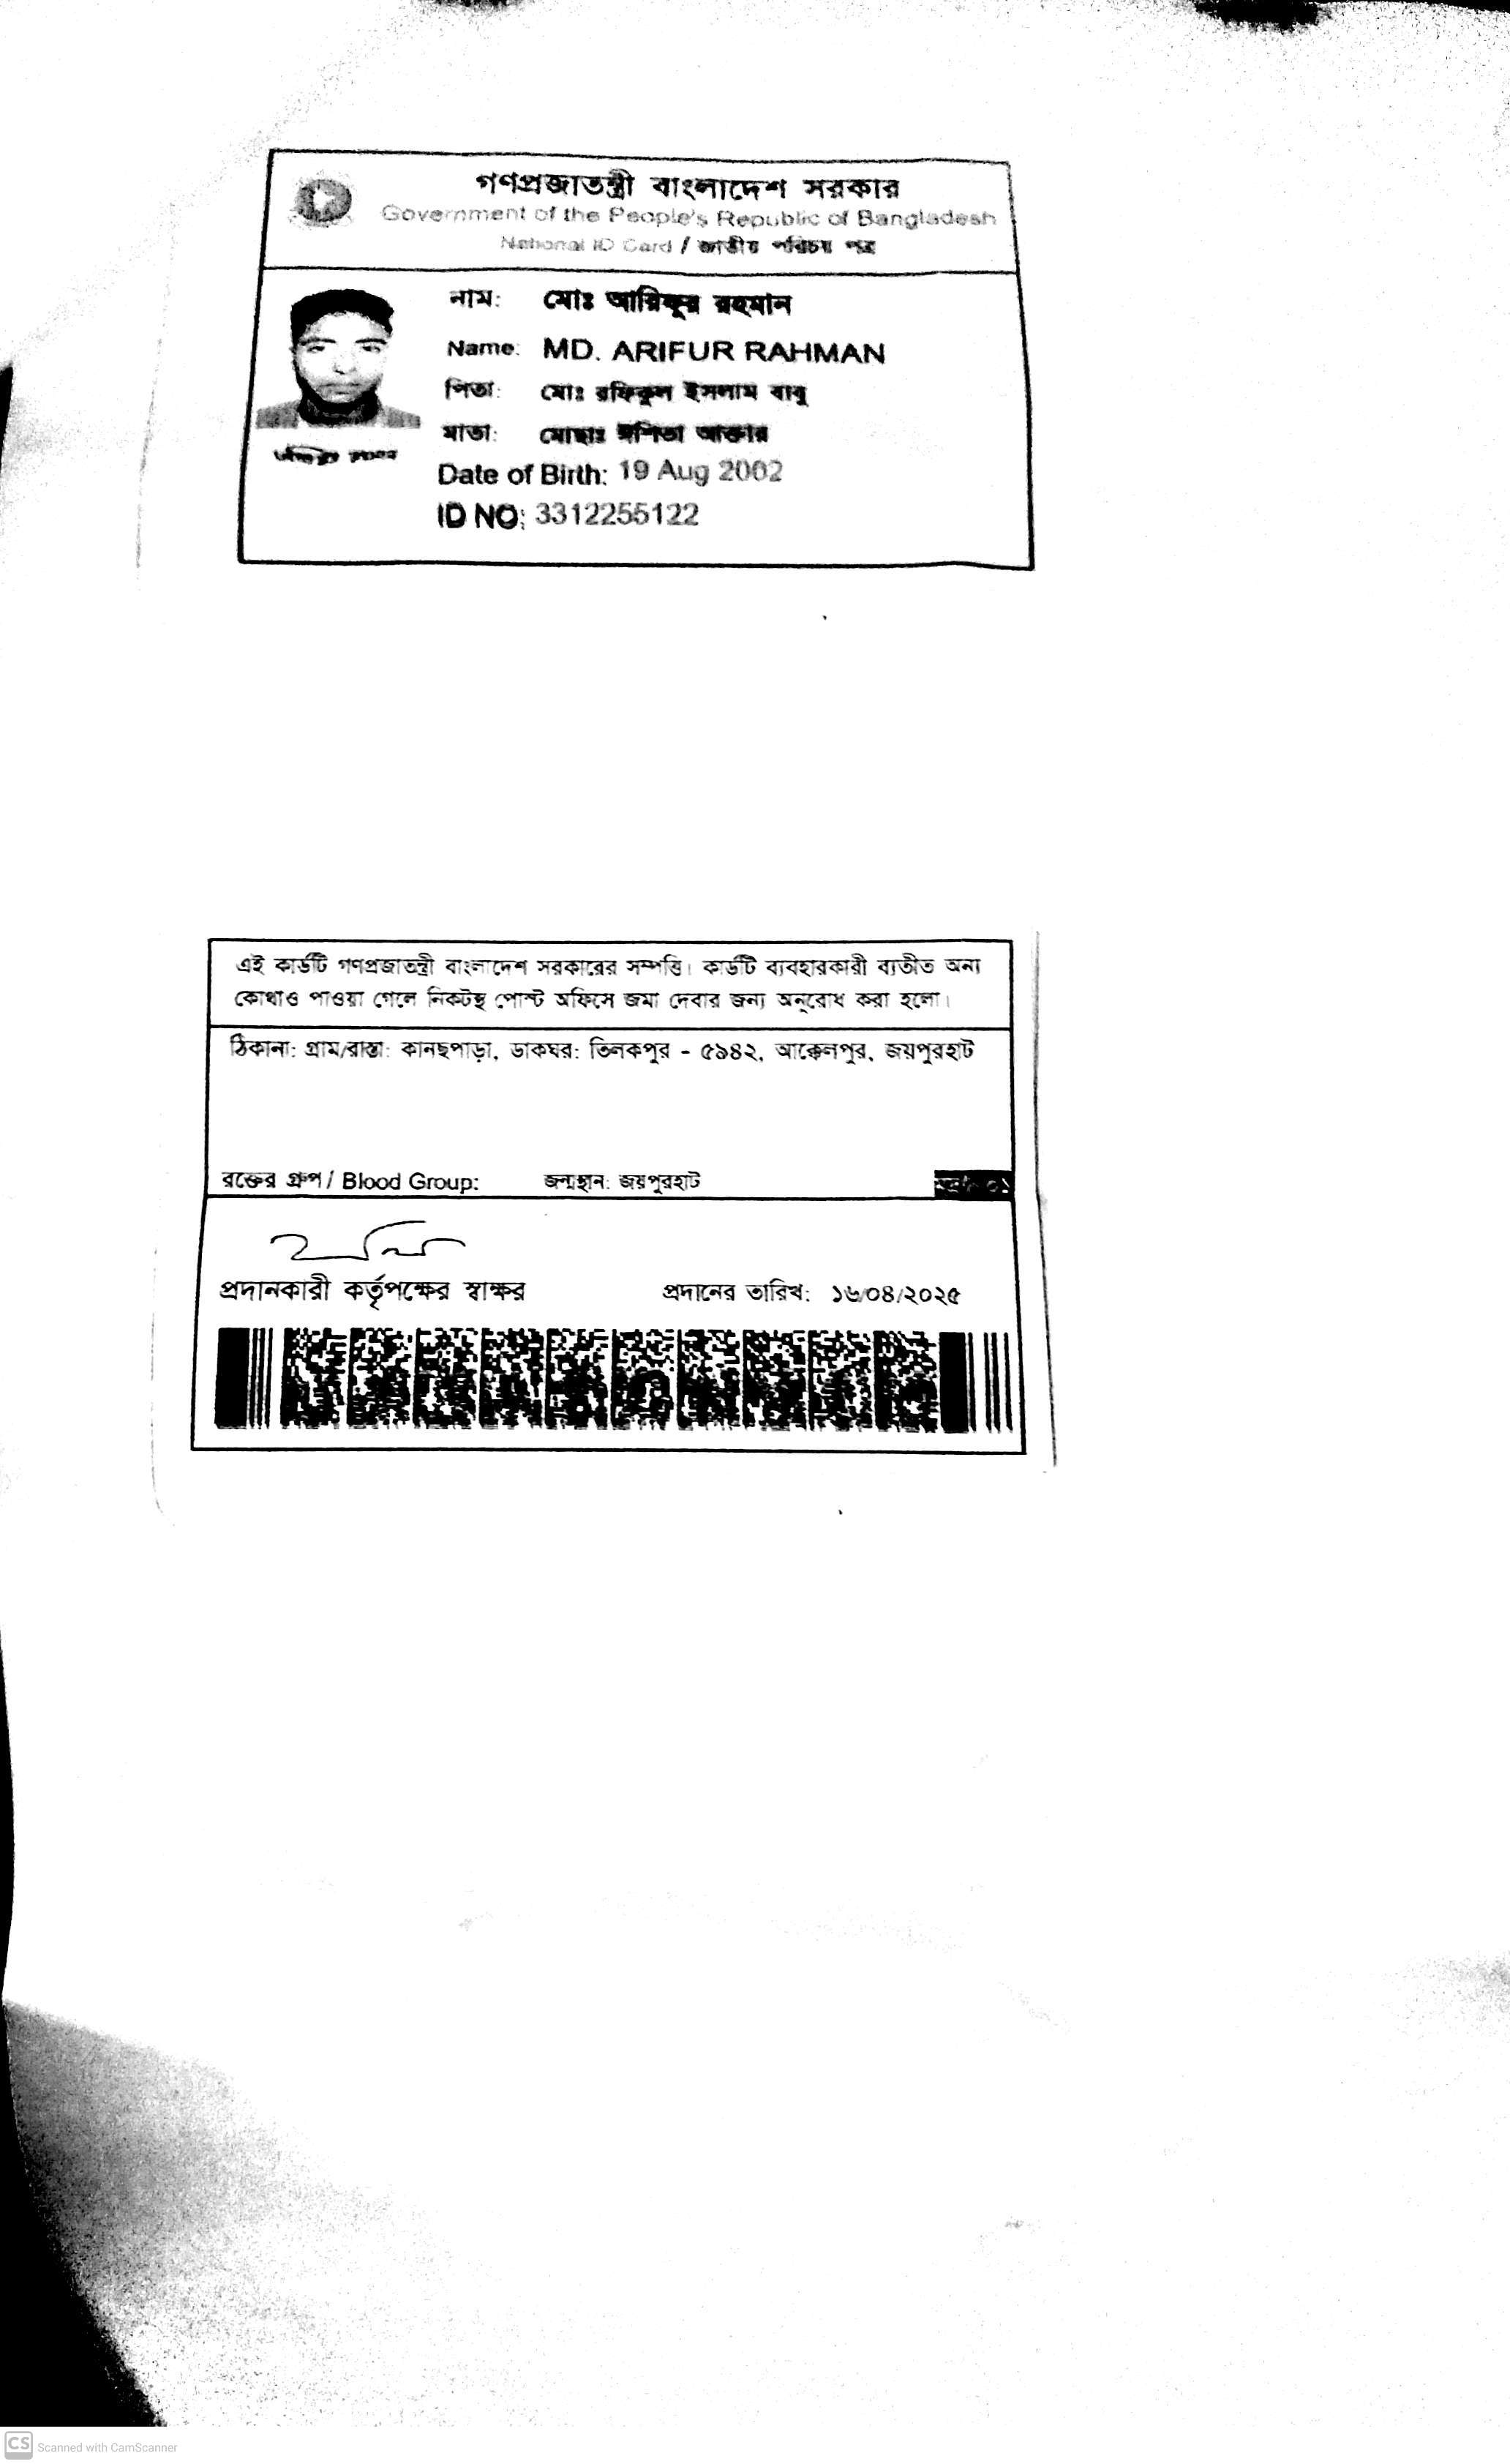 গণপ্রজাতন্ত্রী বাংলাদেশ সরকার
Government of the People's Republic of Bangladesh
National ID Card / জাতীয় পরিচয় পত্র
নাম: মোঃ আরিফুর রহমান
Name: MD. ARIFUR RAHMAN
পিতা: মোঃ রফিকুল ইসলাম বাবু
মাতা: মোছাঃ ঈশিতা আক্তার
Date of Birth: 19 Aug 2002
ID NO: 3312255122
এই কার্ডটি গণপ্রজাতন্ত্রী বাংলাদেশ সরকারের সম্পত্তি। কার্ডটি ব্যবহারকারী ব্যতীত অন্য
কোথাও পাওয়া গেলে নিকটস্থ পোস্ট অফিসে জমা দেবার জন্য অনুরোধ করা হলো।
ঠিকানা: গ্রাম/রাস্তা: কানছপাড়া, ডাকঘর: তিলকপুর - ৫৯৪২, আক্কেলপুর, জয়পুরহাট
রক্তের গ্রুপ / Blood Group: জন্মস্থান: জয়পুরহাট
প্রদানকারী কর্তৃপক্ষের স্বাক্ষর প্রদানের তারিখ: ১৬/০৪/২০২৫
CS Scanned with CamScanner